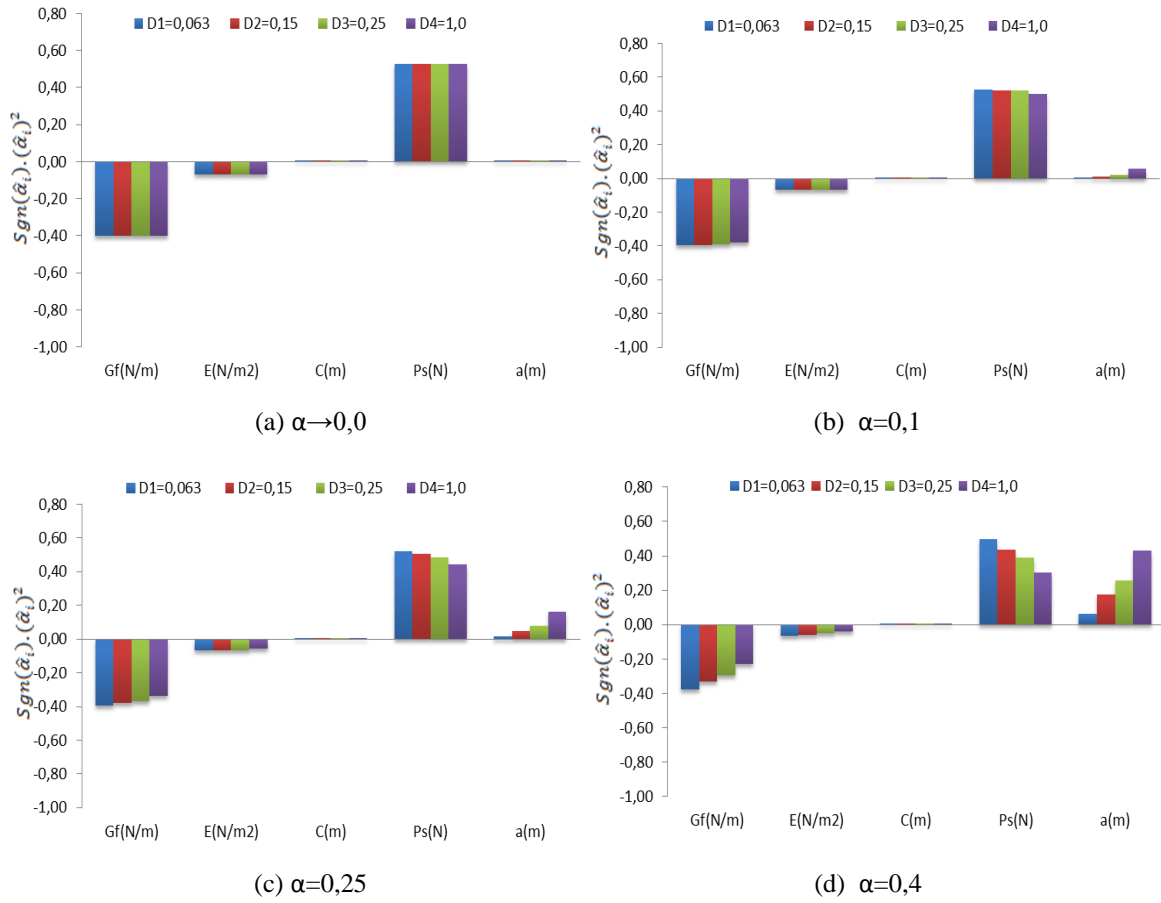 D1=0,063 D2=0,15 D3=0,25 D4=1,0
0,80
0,60
0,40
0,20
0,00
-0,20
-0,40
-0,60
-0,80
-1,00
Sgn(α̂ᵢ).(α̂ᵢ)²
Gf(N/m) E(N/m2) C(m) Ps(N) a(m)
(a) α→0,0
D1=0,063 D2=0,15 D3=0,25 D4=1,0
0,80
0,60
0,40
0,20
0,00
-0,20
-0,40
-0,60
-0,80
-1,00
Sgn(α̂ᵢ).(α̂ᵢ)²
Gf(N/m) E(N/m2) C(m) Ps(N) a(m)
(b) α=0,1
D1=0,063 D2=0,15 D3=0,25 D4=1,0
0,80
0,60
0,40
0,20
0,00
-0,20
-0,40
-0,60
-0,80
-1,00
Sgn(α̂ᵢ).(α̂ᵢ)²
Gf(N/m) E(N/m2) C(m) Ps(N) a(m)
(c) α=0,25
D1=0,063 D2=0,15 D3=0,25 D4=1,0
0,80
0,60
0,40
0,20
0,00
-0,20
-0,40
-0,60
-0,80
-1,00
Sgn(α̂ᵢ).(α̂ᵢ)²
Gf(N/m) E(N/m2) C(m) Ps(N) a(m)
(d) α=0,4